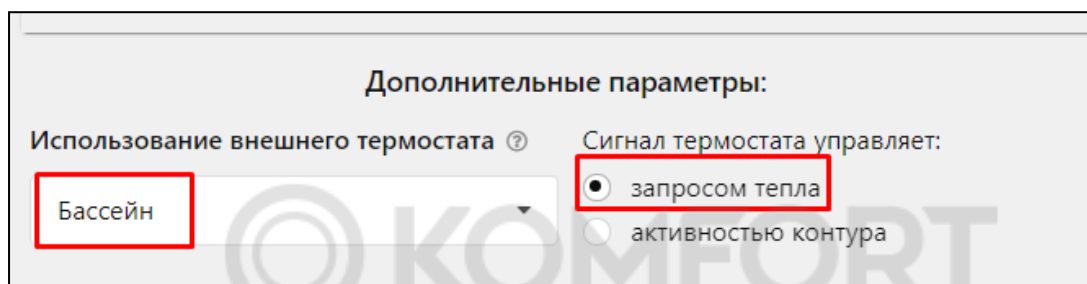 Дополнительные параметры:
Использование внешнего термостата ?
Сигнал термостата управляет:
Бассейн
запросом тепла
активностью контура
KOMFORT